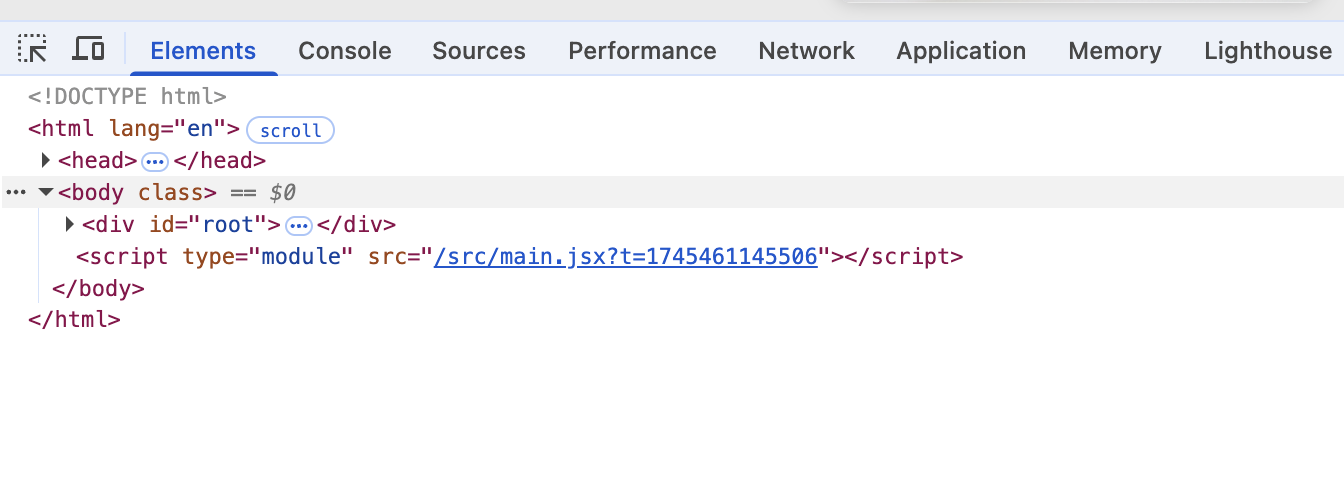 Elements Console Sources Performance Network Application Memory Lighthouse
<!DOCTYPE html>
<html lang="en"> scroll
<head> ••• </head>
••• <body class> == $0
<div id="root"> ••• </div>
<script type="module" src="/src/main.jsx?t=1745461145506"></script>
</body>
</html>